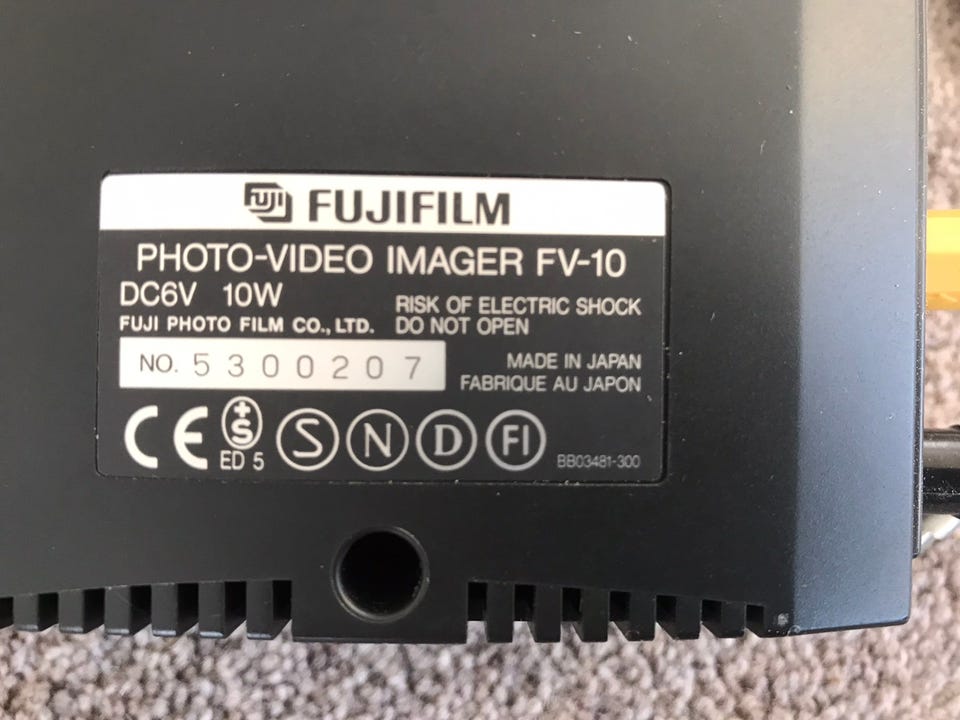 FUJI FUJIFILM
PHOTO-VIDEO IMAGER FV-10
DC6V 10W
RISK OF ELECTRIC SHOCK
DO NOT OPEN
FUJI PHOTO FILM CO., LTD.
NO. 5300207
MADE IN JAPAN
FABRIQUE AU JAPON
CE +S ED 5 S N D FI
BB03481-300